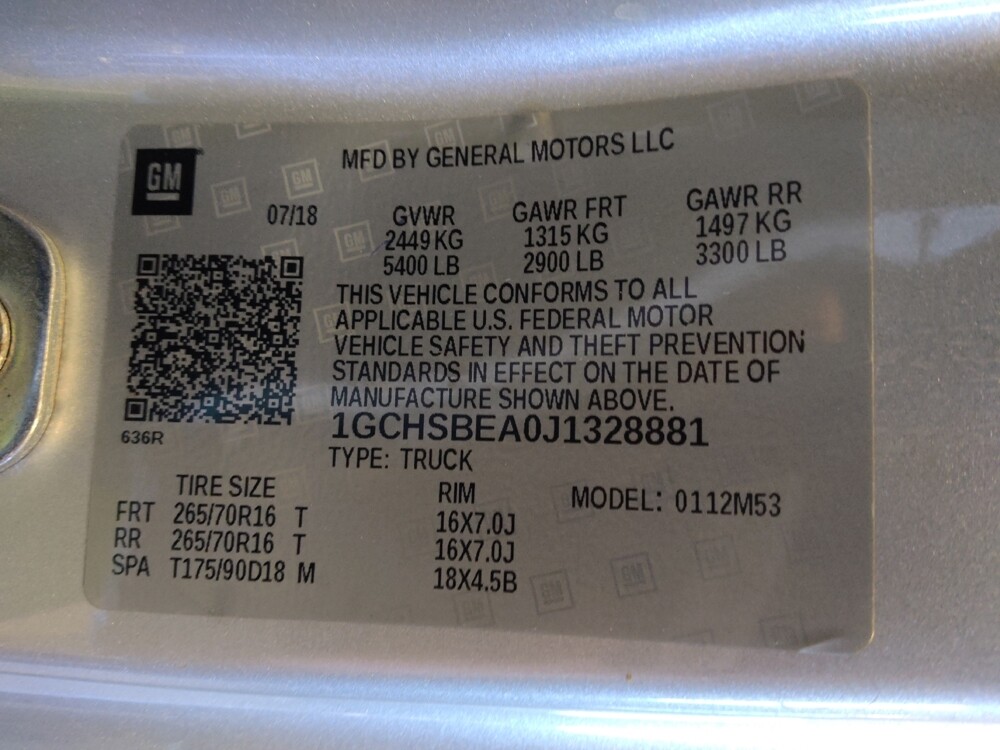 GM
MFD BY GENERAL MOTORS LLC
07/18 GVWR GAWR FRT GAWR RR
2449 KG 1315 KG 1497 KG
5400 LB 2900 LB 3300 LB
THIS VEHICLE CONFORMS TO ALL
APPLICABLE U.S. FEDERAL MOTOR
VEHICLE SAFETY AND THEFT PREVENTION
STANDARDS IN EFFECT ON THE DATE OF
MANUFACTURE SHOWN ABOVE.
636R
1GCHSBEA0J1328881
TYPE: TRUCK
TIRE SIZE RIM MODEL: 0112M53
FRT 265/70R16 T 16X7.0J
RR 265/70R16 T 16X7.0J
SPA T175/90D18 M 18X4.5B